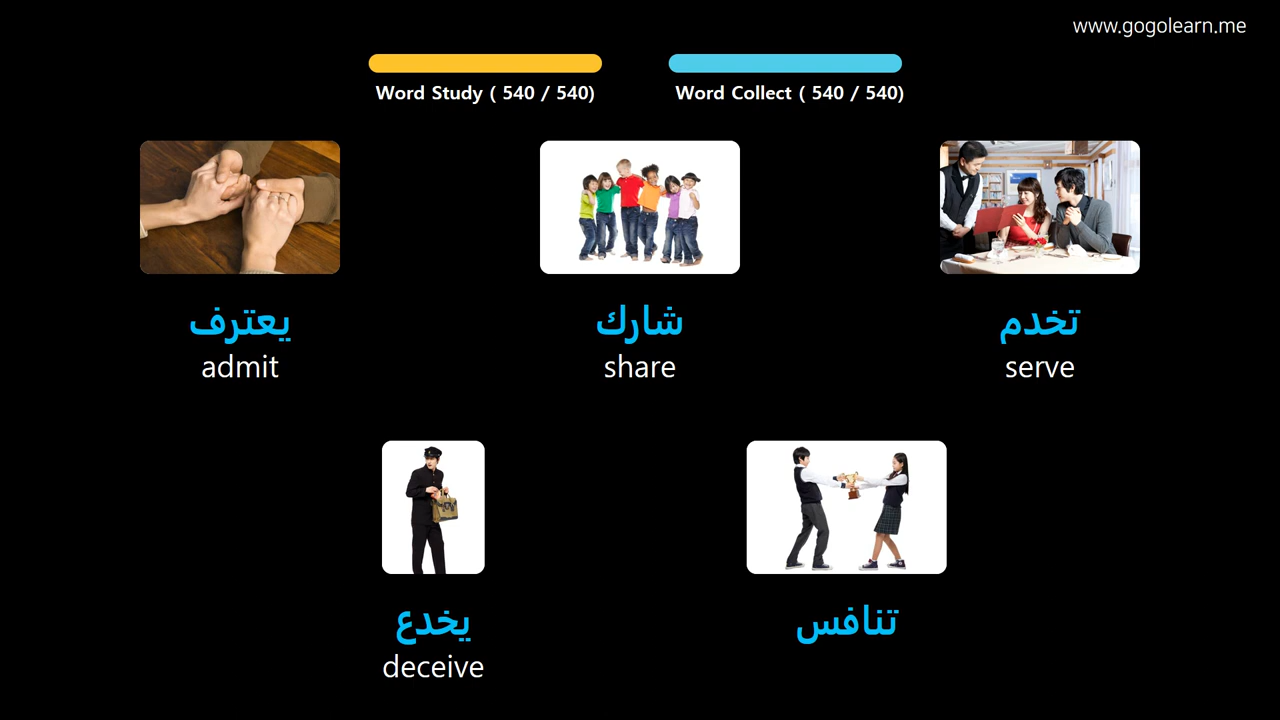 www.gogolearn.me
Word Study ( 540 / 540)
Word Collect ( 540 / 540)
يعترف
admit
شارك
share
تخدم
serve
يخدع
deceive
تنافس